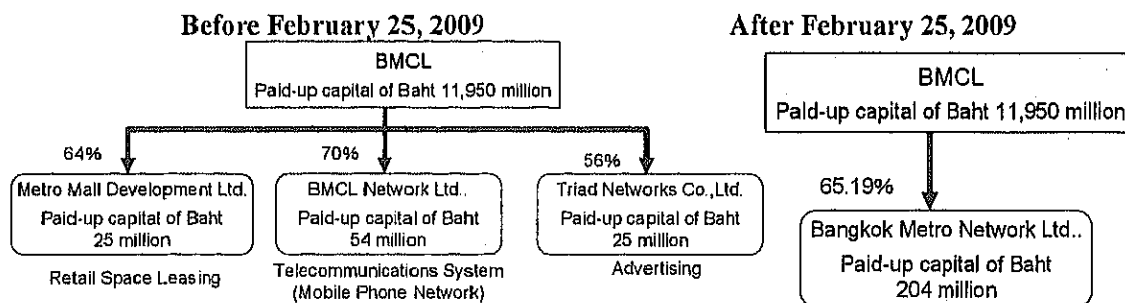 Before February 25, 2009
BMCL
Paid-up capital of Baht 11,950 million
64%
70%
56%
Metro Mall Development Ltd.
Paid-up capital of Baht
25 million
Retail Space Leasing
BMCL Network Ltd..
Paid-up capital of Baht
54 million
Telecommunications System
(Mobile Phone Network)
Triad Networks Co.,Ltd.
Paid-up capital of Baht
25 million
Advertising
After February 25, 2009
BMCL
Paid-up capital of Baht 11,950 million
65.19%
Bangkok Metro Network Ltd..
Paid-up capital of Baht
204 million